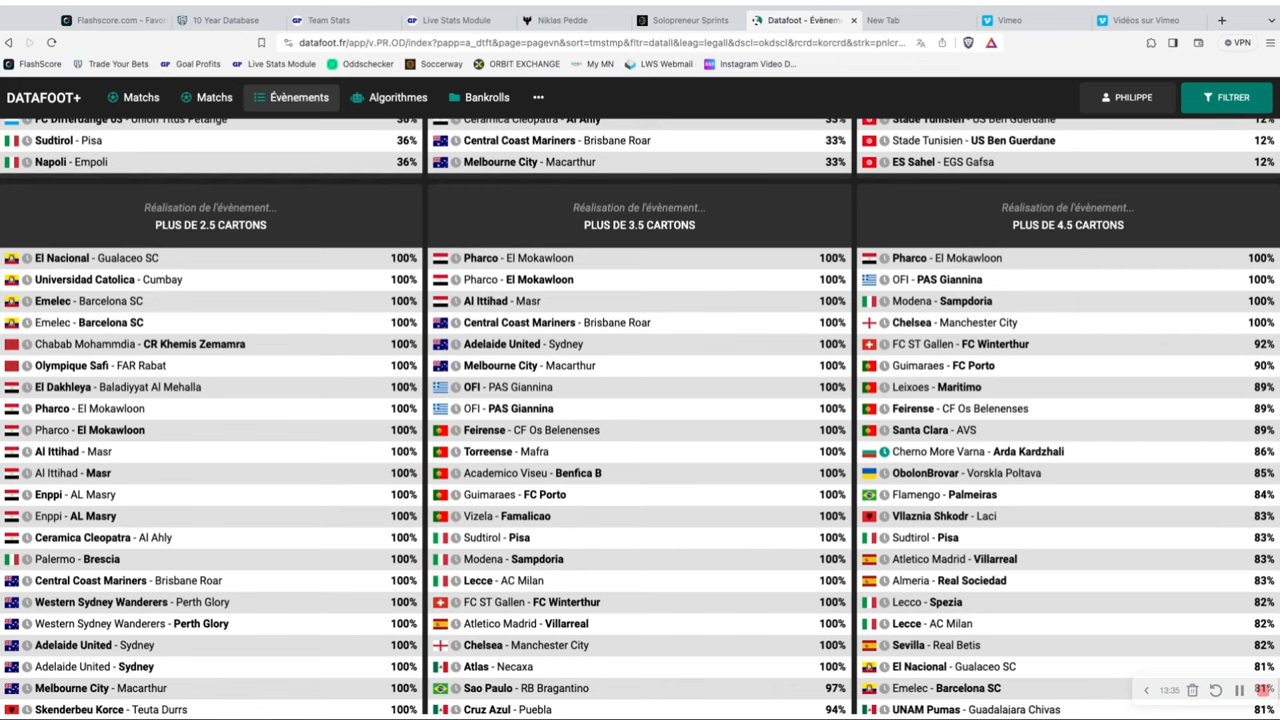 Flashscore.com - Favor
10 Year Database
Team Stats
Live Stats Module
Niklas Pedde
Solopreneur Sprints
Datafoot - Évènem
New Tab
Vimeo
Vidéos sur Vimeo
datafoot.fr/app/v.PR.OD/index?papp=a_dtft&page=pagevn&sort=tmstmp&fltr=datall&leag=legall&dscl=okdscl&rcrd=korcrd&strk=pnlcr...
VPN
FlashScore
Trade Your Bets
Goal Profits
Live Stats Module
Oddschecker
Soccerway
ORBIT EXCHANGE
My MN
LWS Webmail
Instagram Video D...
DATAFOOT+
Matchs
Matchs
Évènements
Algorithmes
Bankrolls
PHILIPPE
FILTRER
FC Differdange 03 - Union Titus Petange 36%
Sudtirol - Pisa 36%
Napoli - Empoli 36%
Ceramica Cleopatra - Al Ahly 33%
Central Coast Mariners - Brisbane Roar 33%
Melbourne City - Macarthur 33%
Stade Tunisien - US Ben Guerdane 12%
Stade Tunisien - US Ben Guerdane 12%
ES Sahel - EGS Gafsa 12%
Réalisation de l'évènement...
PLUS DE 2.5 CARTONS
El Nacional - Gualaceo SC 100%
Universidad Catolica - Cumbay 100%
Emelec - Barcelona SC 100%
Emelec - Barcelona SC 100%
Chabab Mohammdia - CR Khemis Zemamra 100%
Olympique Safi - FAR Rabat 100%
El Dakhleya - Baladiyyat Al Mehalla 100%
Pharco - El Mokawloon 100%
Pharco - El Mokawloon 100%
Al Ittihad - Masr 100%
Al Ittihad - Masr 100%
Enppi - AL Masry 100%
Enppi - AL Masry 100%
Ceramica Cleopatra - Al Ahly 100%
Palermo - Brescia 100%
Central Coast Mariners - Brisbane Roar 100%
Western Sydney Wanderers - Perth Glory 100%
Western Sydney Wanderers - Perth Glory 100%
Adelaide United - Sydney 100%
Adelaide United - Sydney 100%
Melbourne City - Macarthur 100%
Skenderbeu Korce - Teuta Durrs 100%
Réalisation de l'évènement...
PLUS DE 3.5 CARTONS
Pharco - El Mokawloon 100%
Pharco - El Mokawloon 100%
Al Ittihad - Masr 100%
Central Coast Mariners - Brisbane Roar 100%
Adelaide United - Sydney 100%
Melbourne City - Macarthur 100%
OFI - PAS Giannina 100%
OFI - PAS Giannina 100%
Feirense - CF Os Belenenses 100%
Torreense - Mafra 100%
Academico Viseu - Benfica B 100%
Guimaraes - FC Porto 100%
Vizela - Famalicao 100%
Sudtirol - Pisa 100%
Modena - Sampdoria 100%
Lecce - AC Milan 100%
FC ST Gallen - FC Winterthur 100%
Atletico Madrid - Villarreal 100%
Chelsea - Manchester City 100%
Atlas - Necaxa 100%
Sao Paulo - RB Bragantino 97%
Cruz Azul - Puebla 94%
Réalisation de l'évènement...
PLUS DE 4.5 CARTONS
Pharco - El Mokawloon 100%
OFI - PAS Giannina 100%
Modena - Sampdoria 100%
Chelsea - Manchester City 100%
FC ST Gallen - FC Winterthur 92%
Guimaraes - FC Porto 90%
Leixoes - Maritimo 89%
Feirense - CF Os Belenenses 89%
Santa Clara - AVS 89%
Cherno More Varna - Arda Kardzhali 86%
ObolonBrovar - Vorskla Poltava 85%
Flamengo - Palmeiras 84%
Vllaznia Shkodr - Laci 83%
Sudtirol - Pisa 83%
Atletico Madrid - Villarreal 83%
Almeria - Real Sociedad 83%
Lecco - Spezia 82%
Lecce - AC Milan 82%
Sevilla - Real Betis 82%
El Nacional - Gualaceo SC 81%
Emelec - Barcelona SC 81%
UNAM Pumas - Guadalajara Chivas 81%
13:35